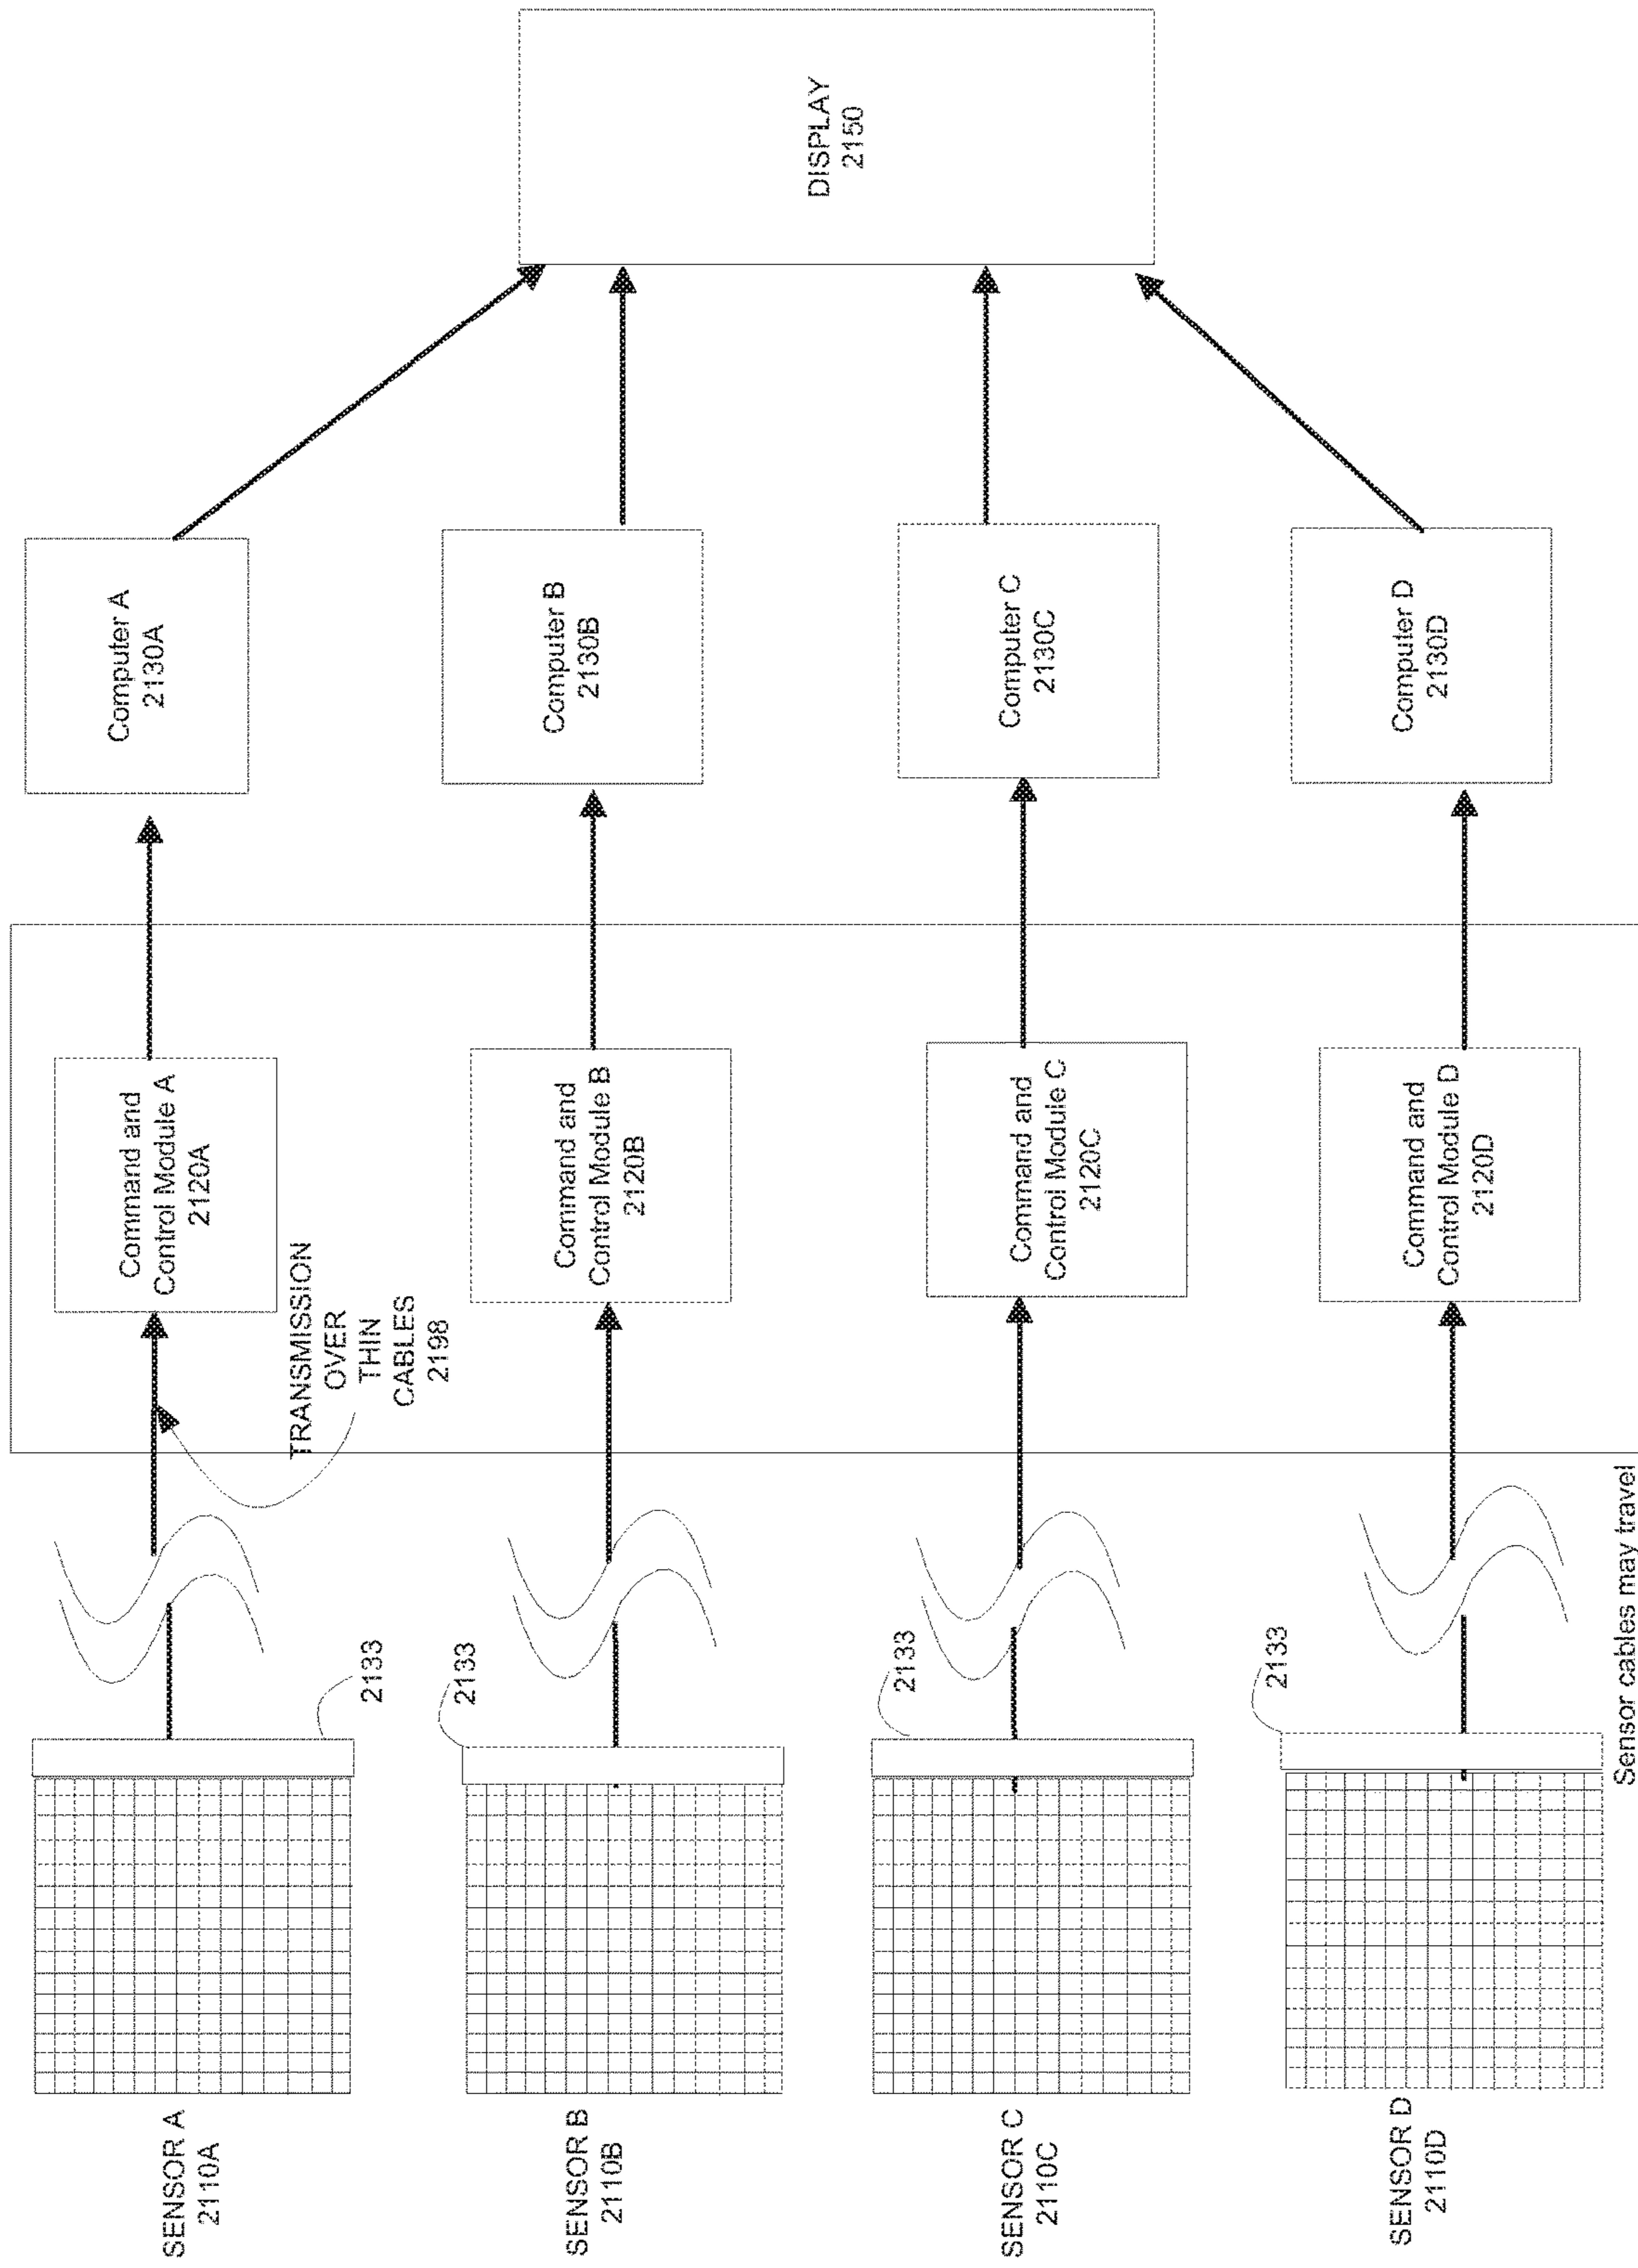 SENSOR A
2110A
2133
TRANSMISSION
OVER
THIN
CABLES
2198
Command and
Control Module A
2120A
Computer A
2130A
SENSOR B
2110B
2133
Command and
Control Module B
2120B
Computer B
2130B
DISPLAY
2150
SENSOR C
2110C
2133
Command and
Control Module C
2120C
Computer C
2130C
SENSOR D
2110D
2133
Command and
Control Module D
2120D
Computer D
2130D
Sensor cables may travel